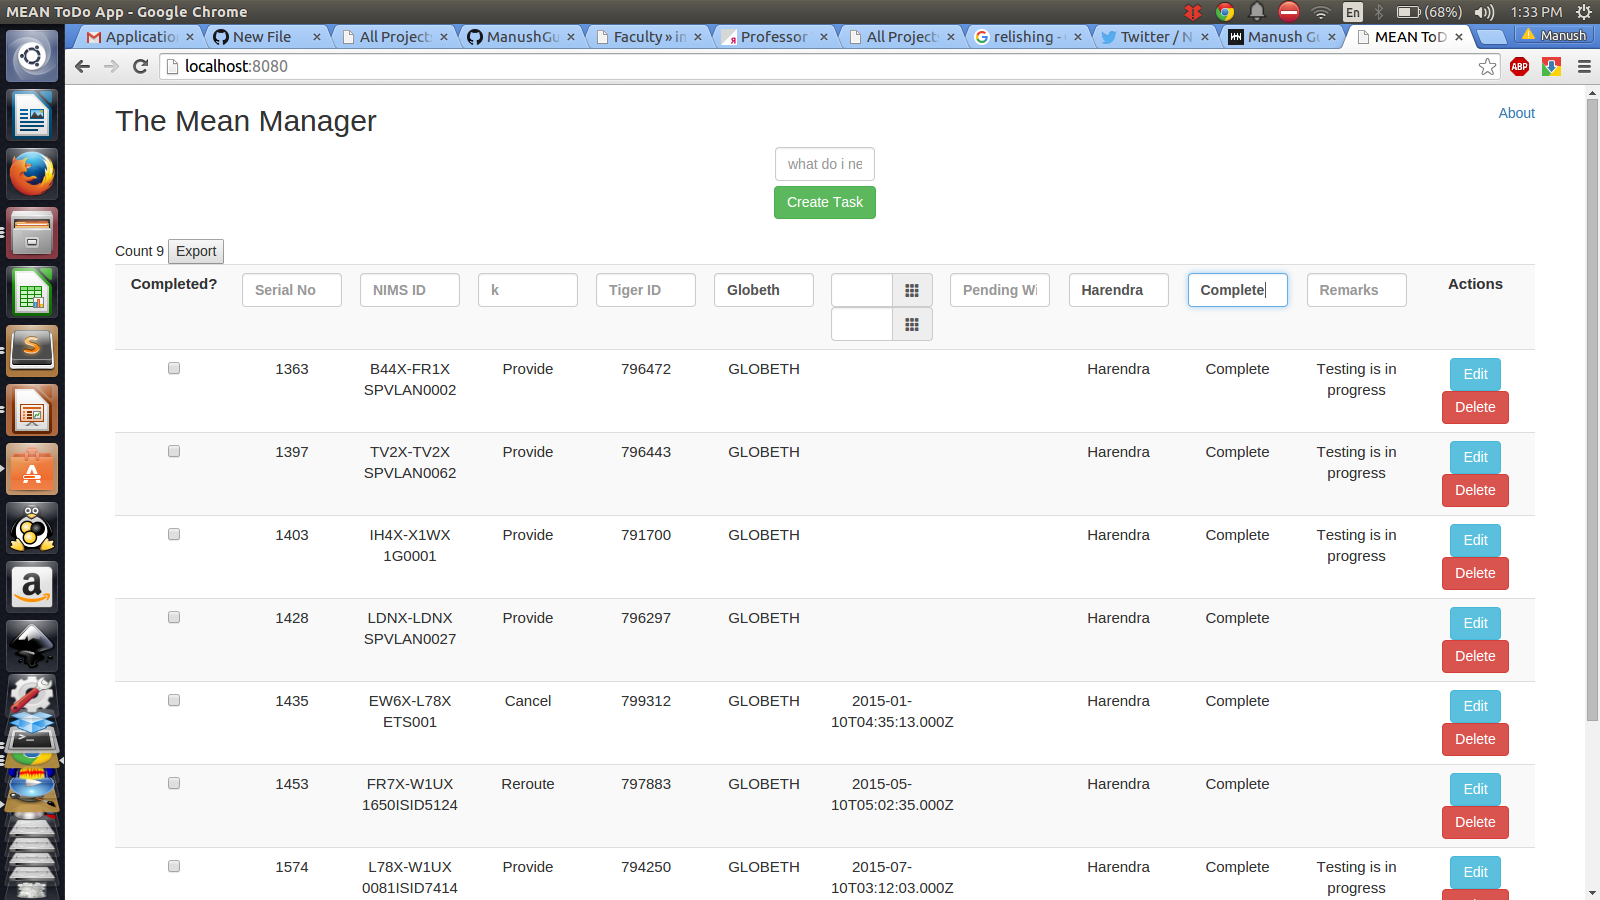 MEAN ToDo App - Google Chrome
En
(68%)
1:33 PM
Application
New File
All Projects
ManushGu
Faculty » in
Professor
All Projects
relishing -
Twitter / N
Manush Gu
MEAN ToD
Manush
localhost:8080
ABP
The Mean Manager
About
what do i ne
Create Task
Count 9 Export
Completed? Serial No NIMS ID k Tiger ID Globeth Pending Wi Harendra Complete Remarks Actions
1363 B44X-FR1X Provide 796472 GLOBETH Harendra Complete Testing is in Edit
SPVLAN0002 progress
Delete
1397 TV2X-TV2X Provide 796443 GLOBETH Harendra Complete Testing is in Edit
SPVLAN0062 progress
Delete
1403 IH4X-X1WX Provide 791700 GLOBETH Harendra Complete Testing is in Edit
1G0001 progress
Delete
1428 LDNX-LDNX Provide 796297 GLOBETH Harendra Complete Edit
SPVLAN0027
Delete
1435 EW6X-L78X Cancel 799312 GLOBETH 2015-01- Harendra Complete Edit
ETS001 10T04:35:13.000Z
Delete
1453 FR7X-W1UX Reroute 797883 GLOBETH 2015-05- Harendra Complete Edit
1650ISID5124 10T05:02:35.000Z
Delete
1574 L78X-W1UX Provide 794250 GLOBETH 2015-07- Harendra Complete Testing is in Edit
0081ISID7414 10T03:12:03.000Z progress